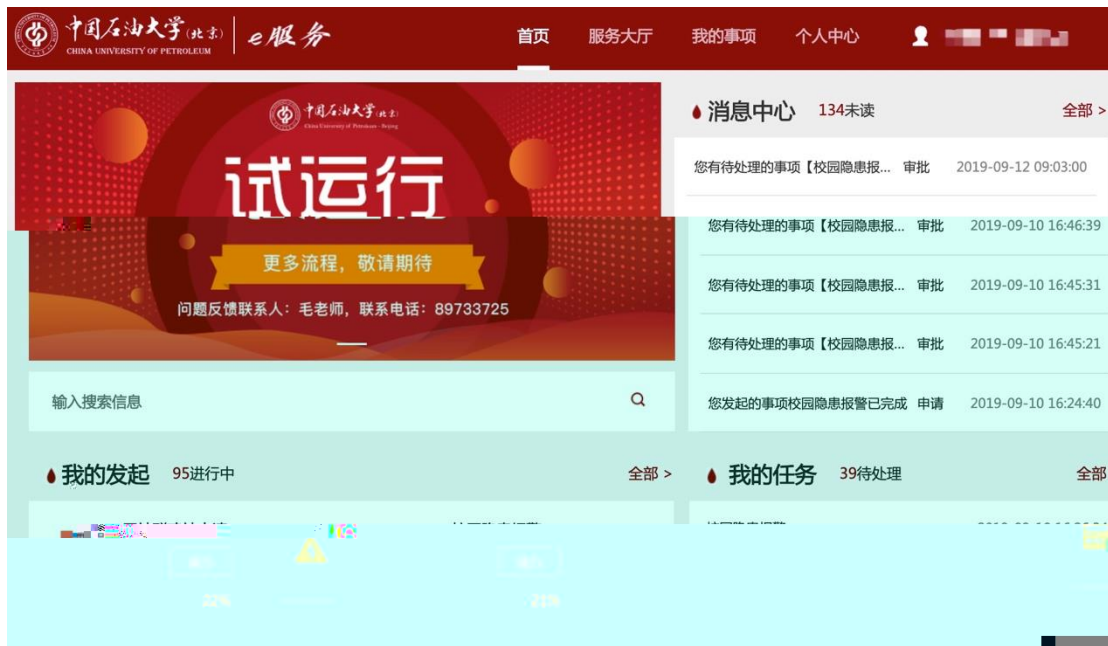 中国石油大学(北京) e服务 首页 服务大厅 我的事项 个人中心
CHINA UNIVERSITY OF PETROLEUM
中国石油大学(北京)
China University of Petroleum - Beijing
试运行
更多流程，敬请期待
问题反馈联系人：毛老师，联系电话：89733725
消息中心 134未读 全部 >
您有待处理的事项【校园隐患报... 审批 2019-09-12 09:03:00
您有待处理的事项【校园隐患报... 审批 2019-09-10 16:46:39
您有待处理的事项【校园隐患报... 审批 2019-09-10 16:45:31
您有待处理的事项【校园隐患报... 审批 2019-09-10 16:45:21
您发起的事项校园隐患报警已完成 申请 2019-09-10 16:24:40
输入搜索信息
我的发起 95进行中 全部 >
我的任务 39待处理 全部
22%
21%